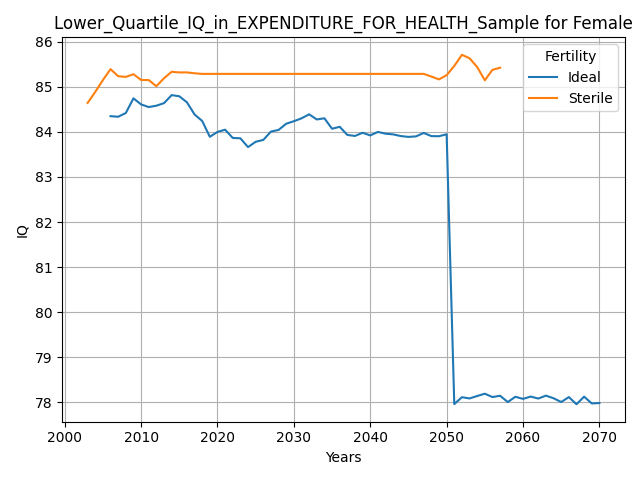 Lower_Quartile_IQ_in_EXPENDITURE_FOR_HEALTH_Sample for Female
86
85
84
83
82
81
80
79
78
IQ
Fertility
Ideal
Sterile
2000 2010 2020 2030 2040 2050 2060 2070
Years